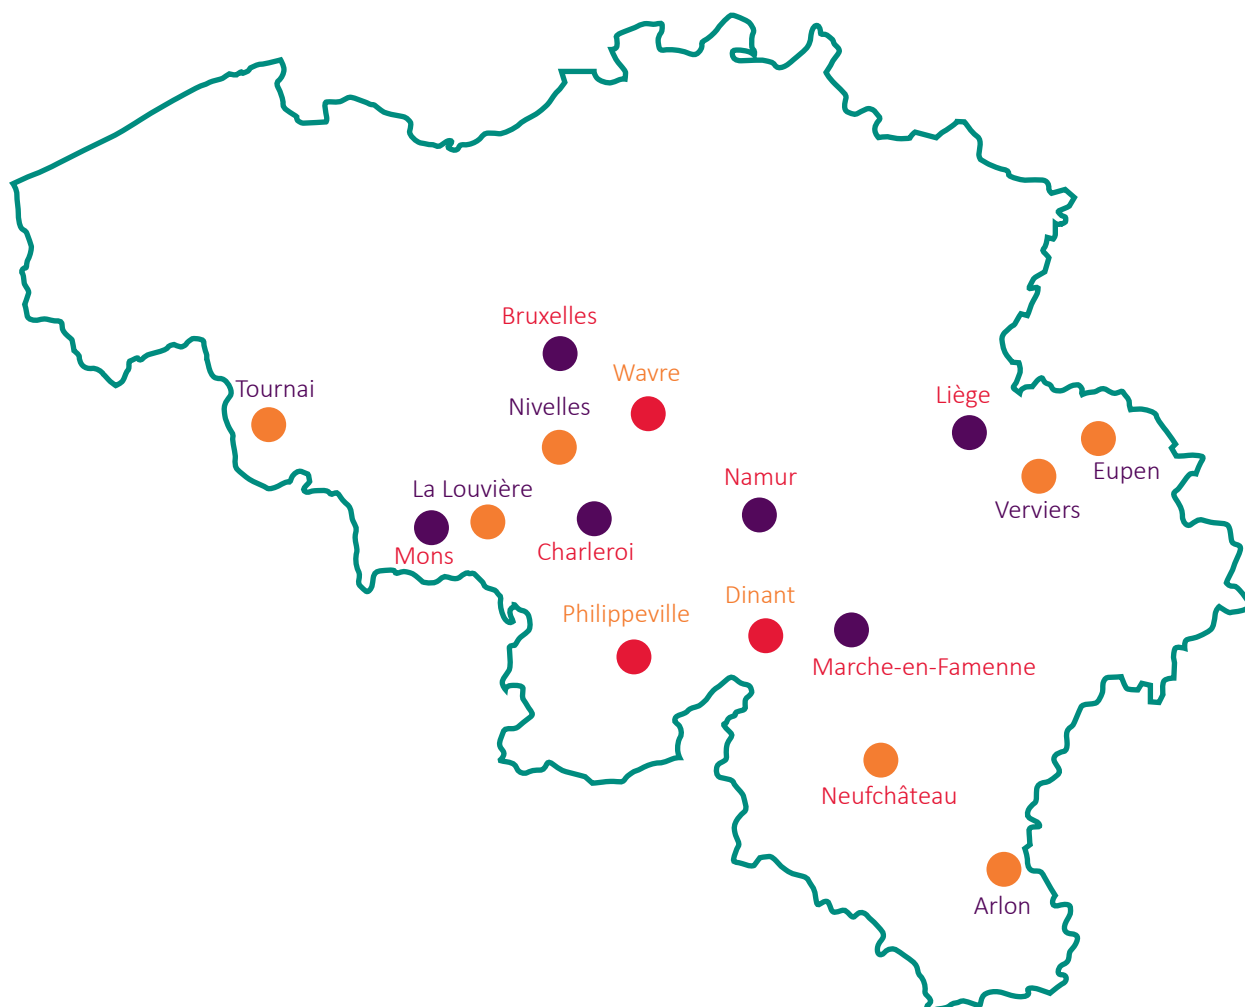 Bruxelles
Wavre
Tournai
Nivelles
Liège
Eupen
Namur
La Louvière
Verviers
Mons
Charleroi
Dinant
Philippeville
Marche-en-Famenne
Neufchâteau
Arlon